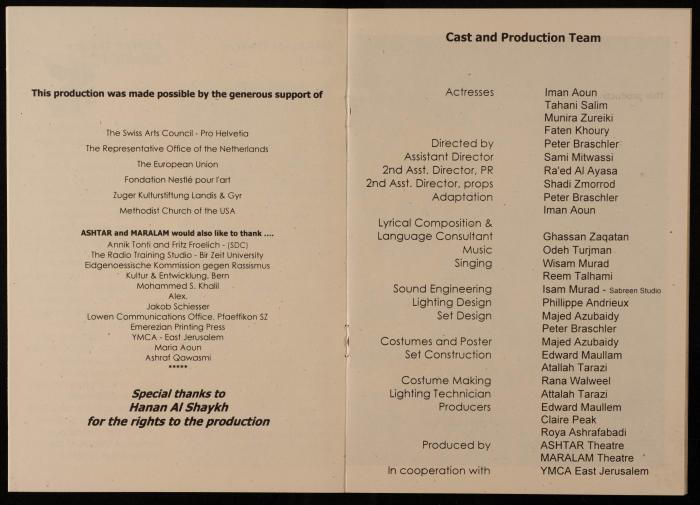 This production was made possible by the generous support of
The Swiss Arts Council - Pro Helvetia
The Representative Office of the Netherlands
The European Union
Fondation Nestlé pour l'art
Zuger Kulturstiftung Landis & Gyr
Methodist Church of the USA
ASHTAR and MARALAM would also like to thank ....
Annik Tonti and Fritz Froelich - (SDC)
The Radio Training Studio - Bir Zeit University
Eidgenoessische Kommission gegen Rassismus
Kultur & Entwicklung, Bern
Mohammed S. Khalil
Alex.
Jakob Schiesser
Lowen Communications Office, Pfaeffikon SZ
Emerezian Printing Press
YMCA - East Jerusalem
Maria Aoun
Ashraf Qawasmi
*****
Special thanks to
Hanan Al Shaykh
for the rights to the production
Cast and Production Team
Actresses Iman Aoun
Tahani Salim
Munira Zureiki
Faten Khoury
Directed by Peter Braschler
Assistant Director Sami Mitwassi
2nd Asst. Director, PR Ra'ed Al Ayasa
2nd Asst. Director, props Shadi Zmorrod
Adaptation Peter Braschler
Iman Aoun
Lyrical Composition &
Language Consultant Ghassan Zaqatan
Music Odeh Turjman
Singing Wisam Murad
Reem Talhami
Sound Engineering Isam Murad - Sabreen Studio
Lighting Design Phillippe Andrieux
Set Design Majed Azubaidy
Peter Braschler
Costumes and Poster Majed Azubaidy
Set Construction Edward Maullam
Atallah Tarazi
Costume Making Rana Walweel
Lighting Technician Attalah Tarazi
Producers Edward Maullem
Claire Peak
Roya Ashrafabadi
Produced by ASHTAR Theatre
MARALAM Theatre
In cooperation with YMCA East Jerusalem